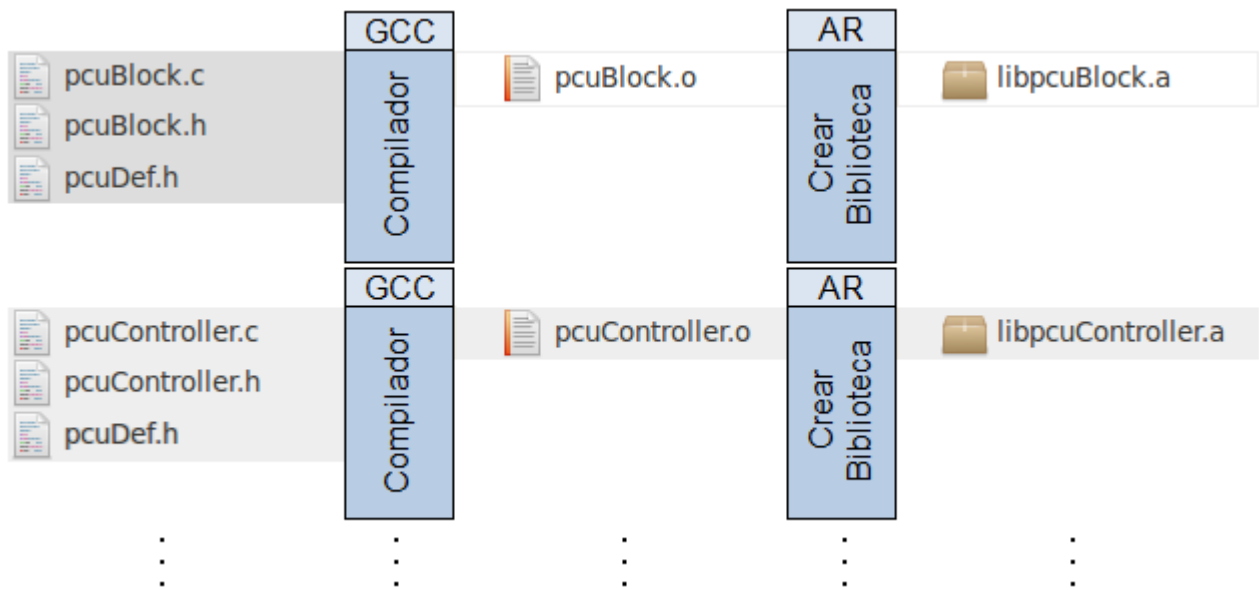 GCC
AR
pcuBlock.c
pcuBlock.h
pcuDef.h
Compilador
pcuBlock.o
Crear
Biblioteca
libpcuBlock.a
GCC
AR
pcuController.c
pcuController.h
pcuDef.h
Compilador
pcuController.o
Crear
Biblioteca
libpcuController.a